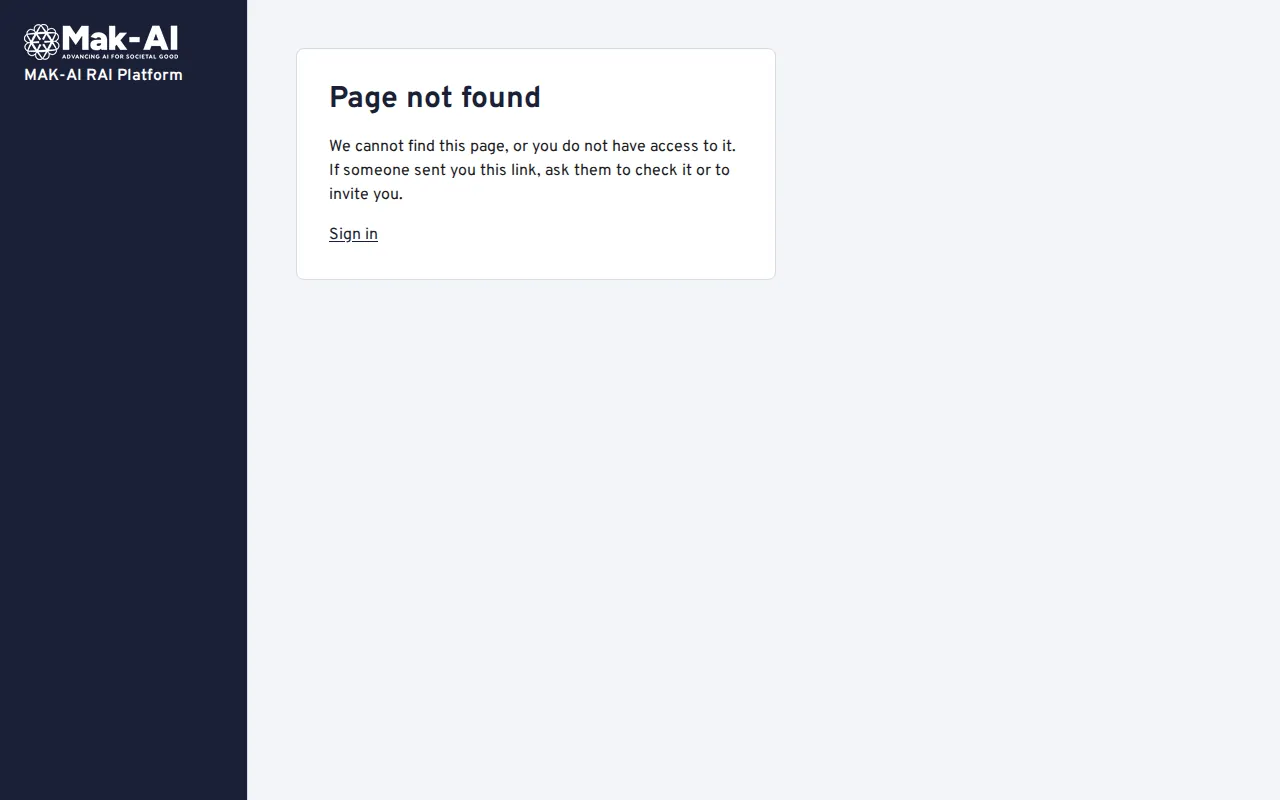 Mak-AI
ADVANCING AI FOR SOCIETAL GOOD
MAK-AI RAI Platform
Page not found
We cannot find this page, or you do not have access to it.
If someone sent you this link, ask them to check it or to
invite you.
Sign in